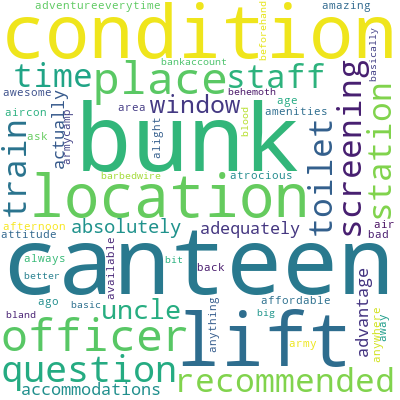 adventureeverytime amazing
condition
beforehand
basically
bankaccount
time place staff
behemoth
awesome area window age
aircon actually armycamp amenities
ask alight blood
train toilet screening station
barbedwire atrocious
bunk
location
afternoon absolutely adequately air
attitude bad
canteen
always bit back
better available affordable
ago uncle anything big
basic advantage anywhere away
bland officer lift army
question
accommodations recommended